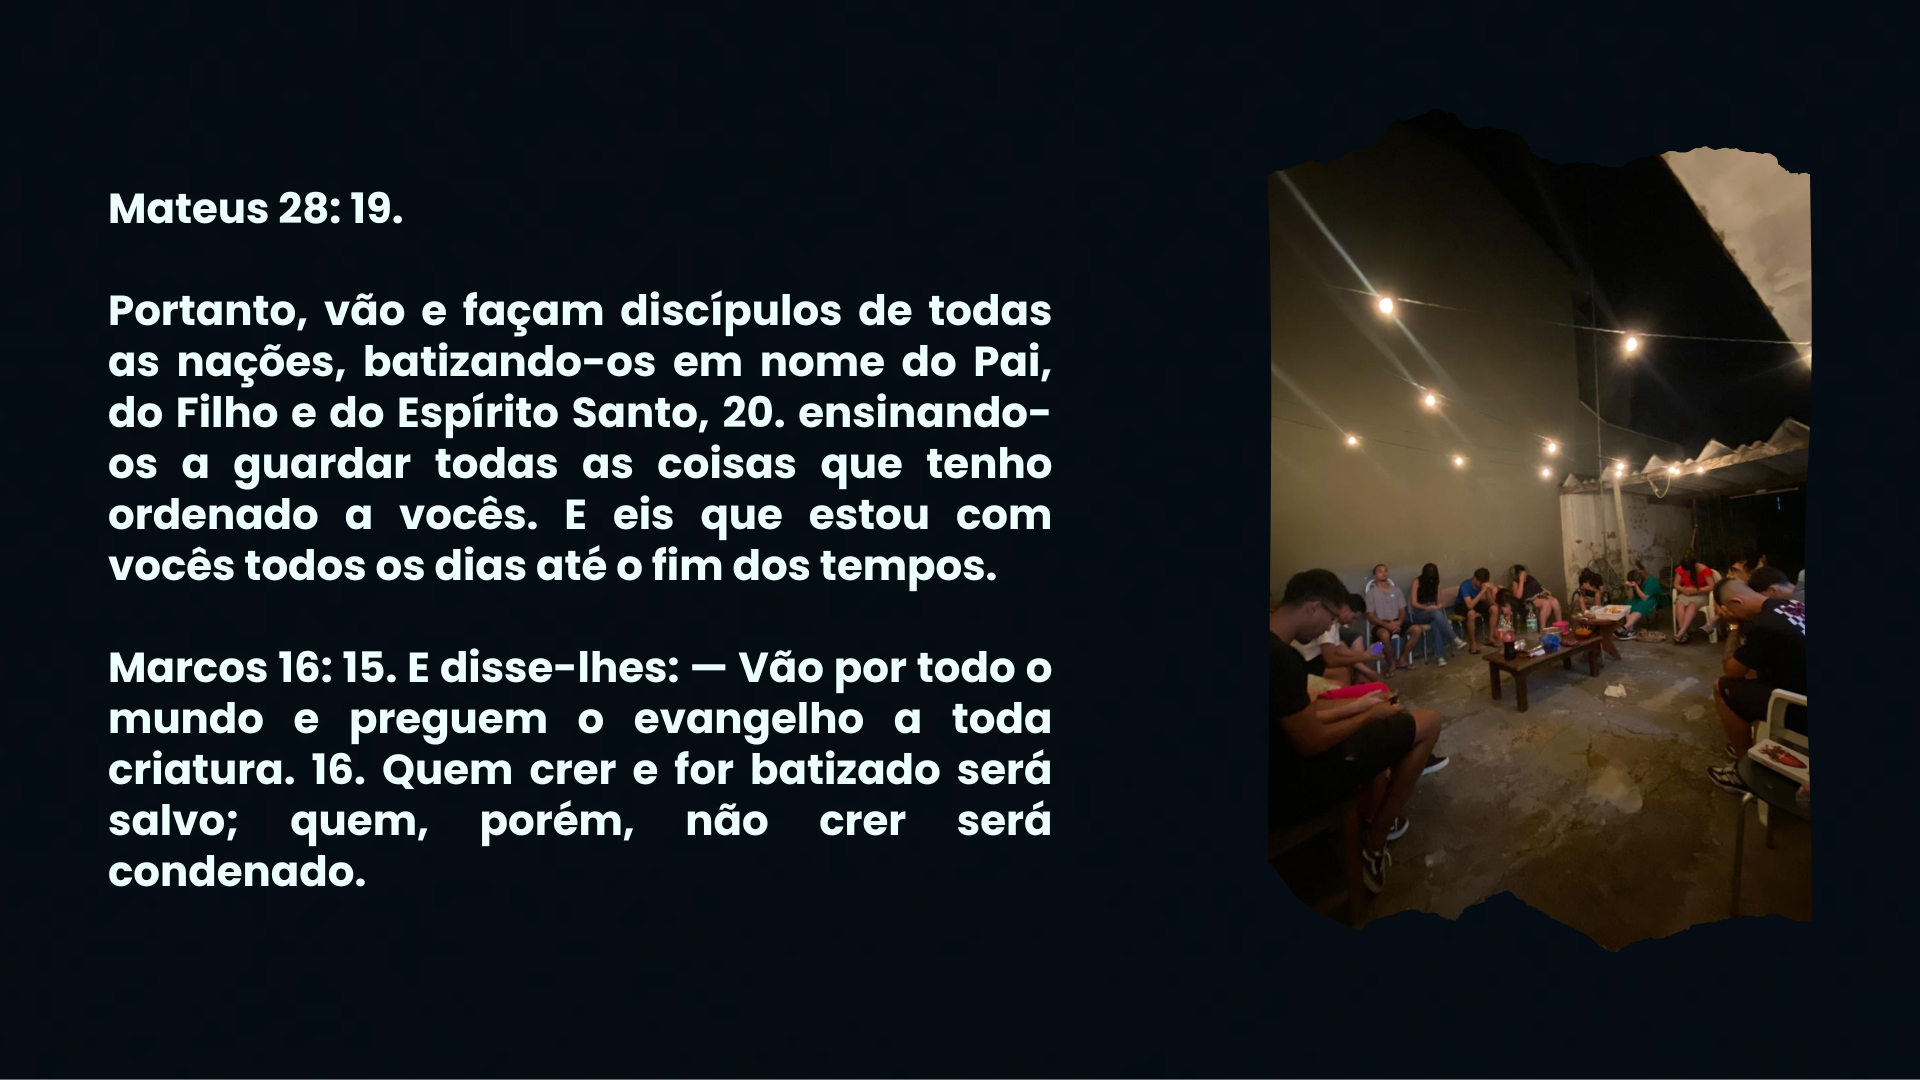 Mateus 28: 19.
Portanto, vão e façam discípulos de todas
as nações, batizando-os em nome do Pai,
do Filho e do Espírito Santo, 20. ensinando-
os a guardar todas as coisas que tenho
ordenado a vocês. E eis que estou com
vocês todos os dias até o fim dos tempos.
Marcos 16: 15. E disse-lhes: — Vão por todo o
mundo e preguem o evangelho a toda
criatura. 16. Quem crer e for batizado será
salvo; quem, porém, não crer será
condenado.